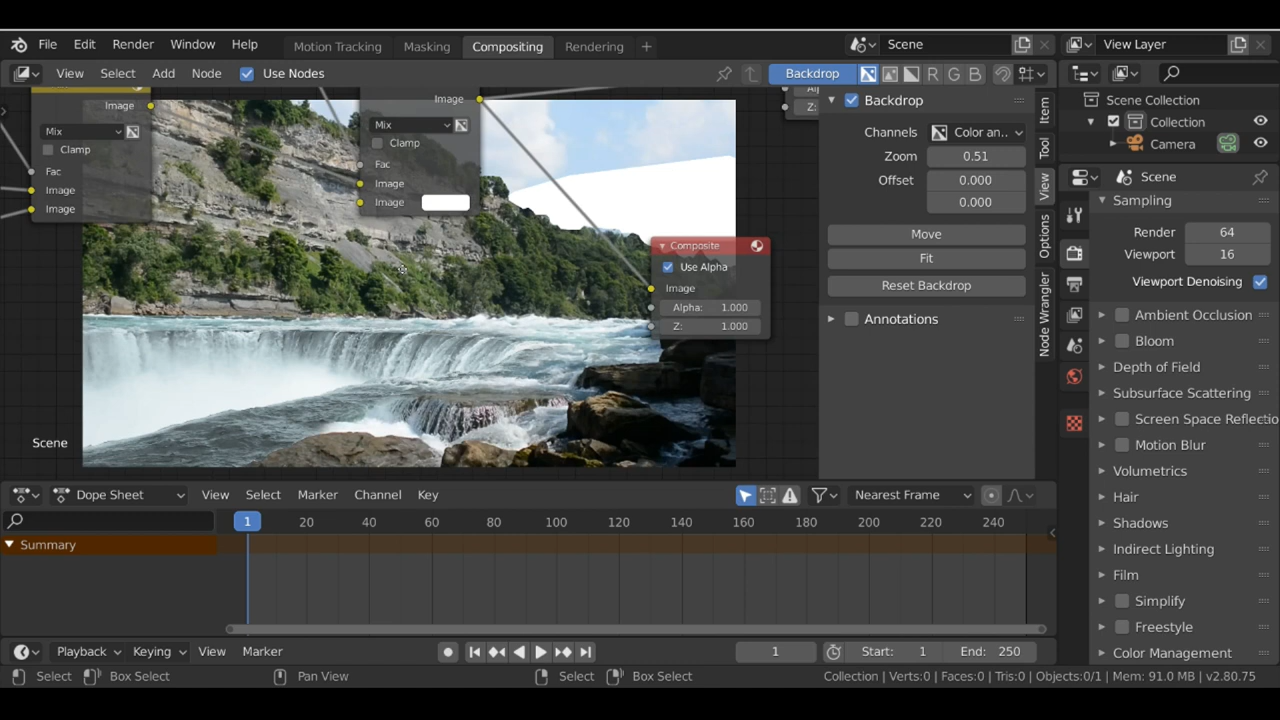 File Edit Render Window Help Motion Tracking Masking Compositing Rendering + Scene View Layer
View Select Add Node Use Nodes Backdrop R G B
Image
Mix
Clamp
Fac
Image
Image
Image
Mix
Clamp
Fac
Image
Image
Composite
Use Alpha
Image
Alpha: 1.000
Z: 1.000
Z:
Scene
Backdrop
Channels Color an..
Zoom 0.51
Offset 0.000
0.000
Move
Fit
Reset Backdrop
Annotations
Item
Tool
View
Options
Node Wrangler
Scene Collection
Collection
Camera
Scene
Sampling
Render 64
Viewport 16
Viewport Denoising
Ambient Occlusion
Bloom
Depth of Field
Subsurface Scattering
Screen Space Reflectio
Motion Blur
Volumetrics
Hair
Shadows
Indirect Lighting
Film
Simplify
Freestyle
Color Management
Dope Sheet View Select Marker Channel Key Nearest Frame
1 20 40 60 80 100 120 140 160 180 200 220 240
Summary
Playback Keying View Marker 1 Start: 1 End: 250
Select Box Select Pan View Select Box Select Collection | Verts:0 | Faces:0 | Tris:0 | Objects:0/1 | Mem: 91.0 MB | v2.80.75